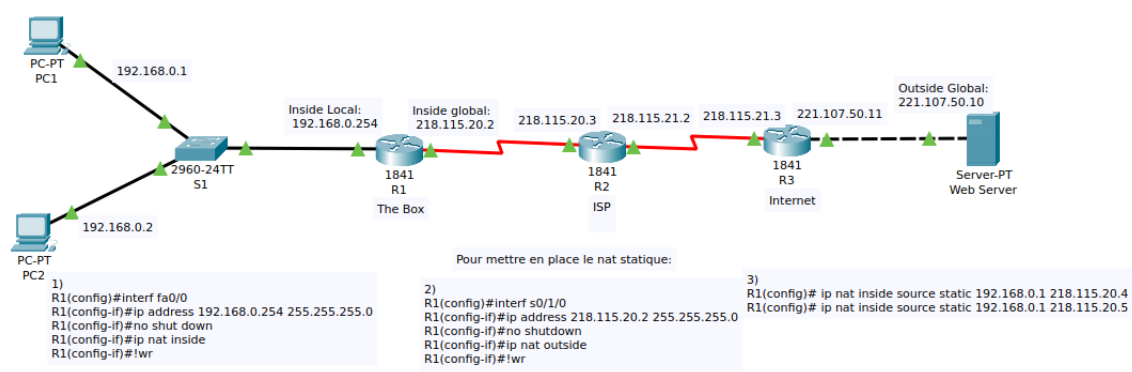 PC-PT
PC1
192.168.0.1
Inside Local:
192.168.0.254
Inside global:
218.115.20.2
218.115.20.3
218.115.21.2
218.115.21.3
221.107.50.11
Outside Global:
221.107.50.10
2960-24TT
S1
1841
R1
The Box
1841
R2
ISP
1841
R3
Internet
Server-PT
Web Server
192.168.0.2
PC-PT
PC2
Pour mettre en place le nat statique:
1)
R1(config)#interf fa0/0
R1(config-if)#ip address 192.168.0.254 255.255.255.0
R1(config-if)#no shut down
R1(config-if)#ip nat inside
R1(config-if)#!wr
2)
R1(config)#interf s0/1/0
R1(config-if)#ip address 218.115.20.2 255.255.255.0
R1(config-if)#no shutdown
R1(config-if)#ip nat outside
R1(config-if)#!wr
3)
R1(config)# ip nat inside source static 192.168.0.1 218.115.20.4
R1(config)# ip nat inside source static 192.168.0.1 218.115.20.5